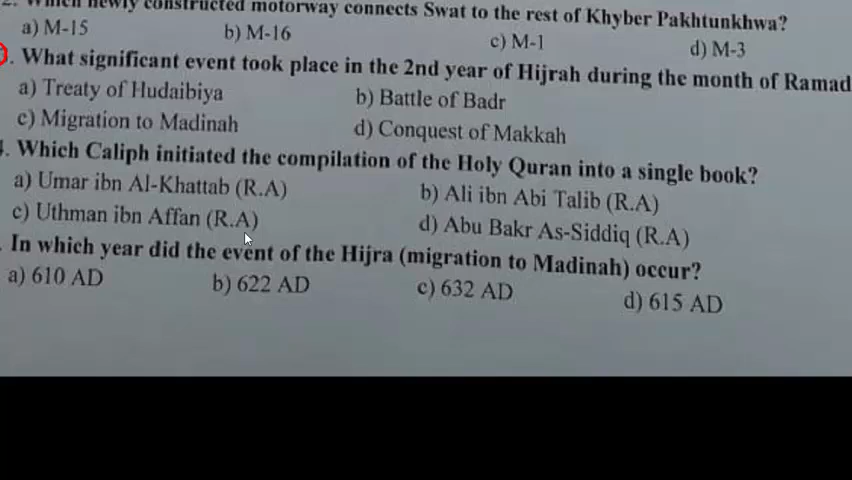 2. Which newly constructed motorway connects Swat to the rest of Khyber Pakhtunkhwa?
a) M-15 b) M-16 c) M-1 d) M-3
. What significant event took place in the 2nd year of Hijrah during the month of Ramad
a) Treaty of Hudaibiya b) Battle of Badr
c) Migration to Madinah d) Conquest of Makkah
4. Which Caliph initiated the compilation of the Holy Quran into a single book?
a) Umar ibn Al-Khattab (R.A) b) Ali ibn Abi Talib (R.A)
c) Uthman ibn Affan (R.A) d) Abu Bakr As-Siddiq (R.A)
. In which year did the event of the Hijra (migration to Madinah) occur?
a) 610 AD b) 622 AD c) 632 AD d) 615 AD